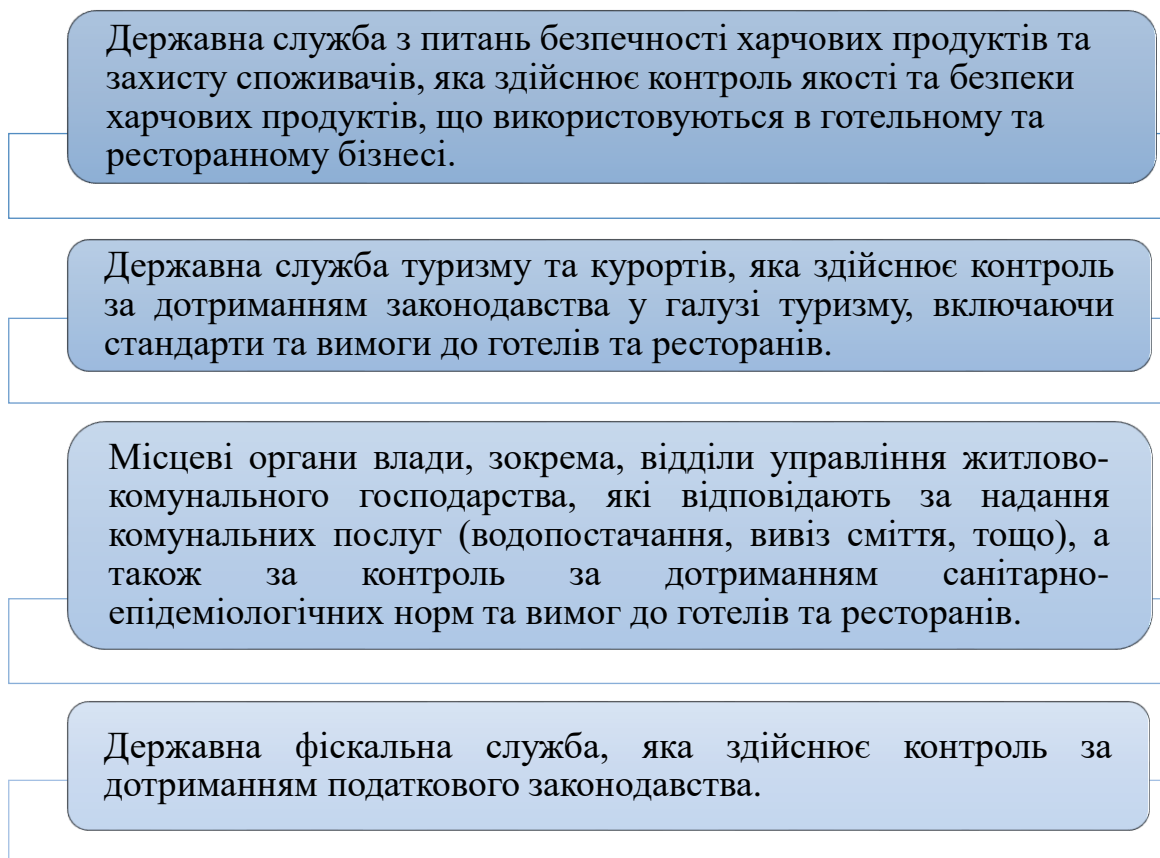 Державна служба з питань безпечності харчових продуктів та
захисту споживачів, яка здійснює контроль якості та безпеки
харчових продуктів, що використовуються в готельному та
ресторанному бізнесі.
Державна служба туризму та курортів, яка здійснює контроль
за дотриманням законодавства у галузі туризму, включаючи
стандарти та вимоги до готелів та ресторанів.
Місцеві органи влади, зокрема, відділи управління житлово-
комунального господарства, які відповідають за надання
комунальних послуг (водопостачання, вивіз сміття, тощо), а
також за контроль за дотриманням санітарно-
епідеміологічних норм та вимог до готелів та ресторанів.
Державна фіскальна служба, яка здійснює контроль за
дотриманням податкового законодавства.